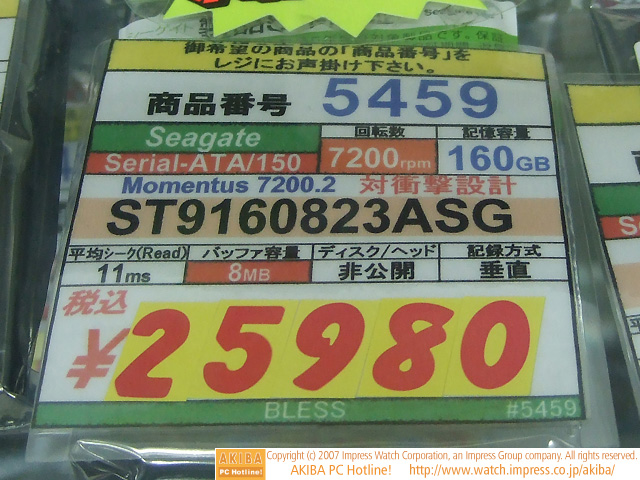 御希望の商品の「商品番号」を
レジにお声掛け下さい。
商品番号 5459
Seagate 回転数 記憶容量
Serial-ATA/150 7200rpm 160GB
Momentus 7200.2 対衝撃設計
ST9160823ASG
平均シーク(Read) バッファ容量 ディスク/ヘッド 記録方式
11ms 8MB 非公開 垂直
税込
¥25980
BLESS #5459
AKIBA PC Hotline!
Copyright (c) 2007 Impress Watch Corporation, an Impress Group company. All rights reserved.
AKIBA PC Hotline! http://www.watch.impress.co.jp/akiba/